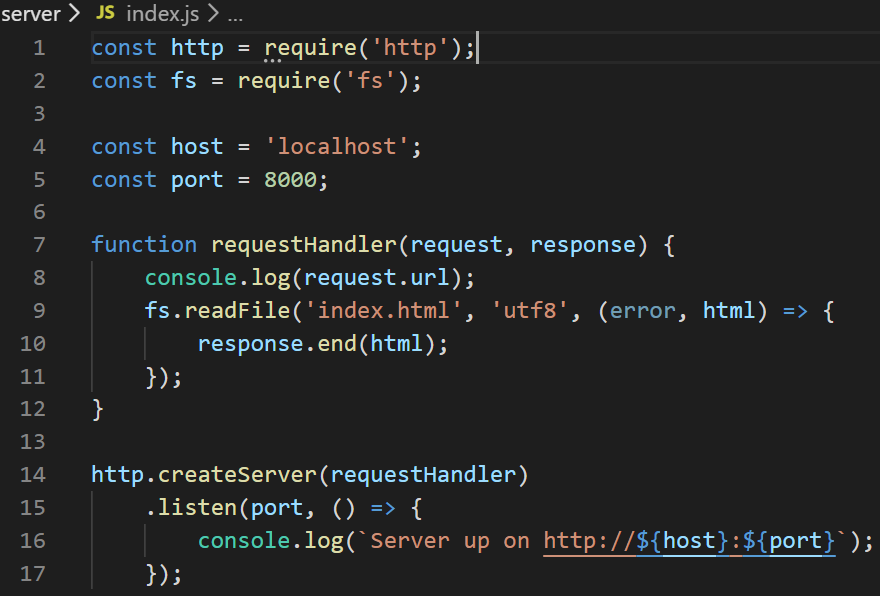 server > JS index.js > ...
1 const http = require('http');
2 const fs = require('fs');
3
4 const host = 'localhost';
5 const port = 8000;
6
7 function requestHandler(request, response) {
8     console.log(request.url);
9     fs.readFile('index.html', 'utf8', (error, html) => {
10         response.end(html);
11     });
12 }
13
14 http.createServer(requestHandler)
15     .listen(port, () => {
16         console.log(`Server up on http://${host}:${port}`);
17     });